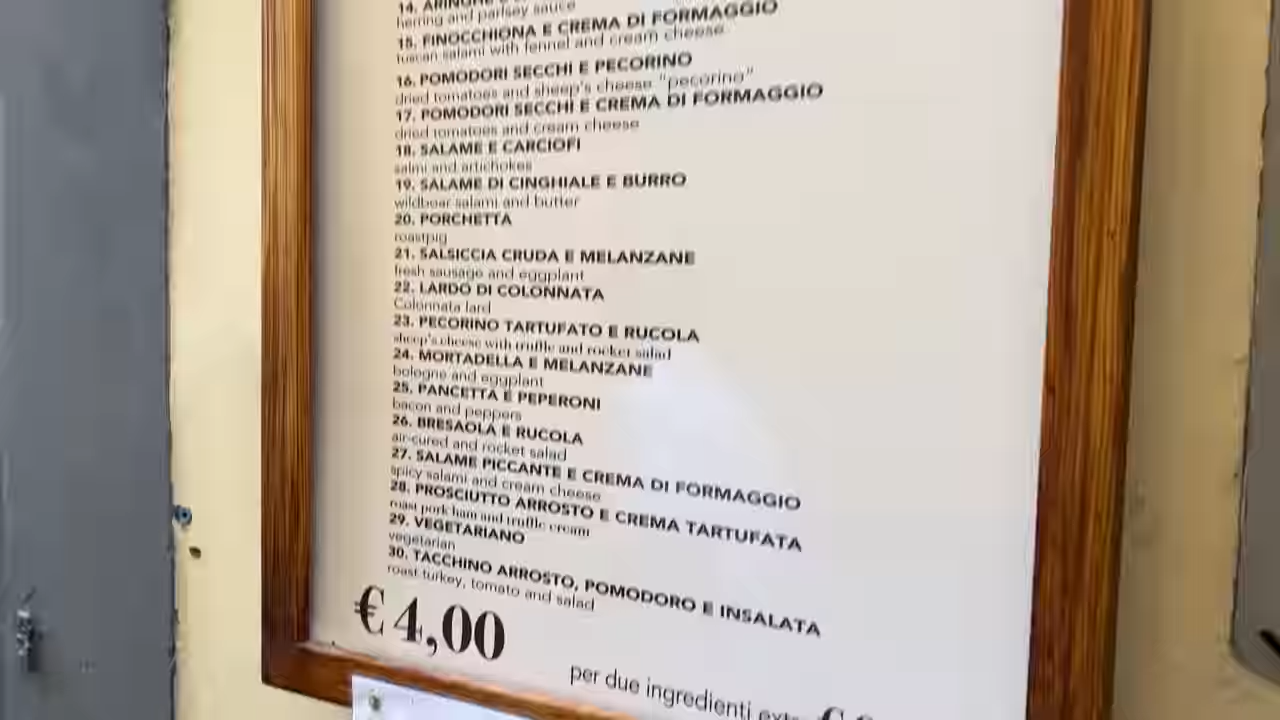 14. ARINGHE
herring and parlsey sauce
15. FINOCCHIONA E CREMA DI FORMAGGIO
tuscan salami with fennel and cream cheese
16. POMODORI SECCHI E PECORINO
dried tomatoes and sheep's cheese "pecorino"
17. POMODORI SECCHI E CREMA DI FORMAGGIO
dried tomatoes and cream cheese
18. SALAME E CARCIOFI
salmi and artichokes
19. SALAME DI CINGHIALE E BURRO
wildboar salami and butter
20. PORCHETTA
roastpig
21. SALSICCIA CRUDA E MELANZANE
fresh sausage and eggplant
22. LARDO DI COLONNATA
Colonnata lard
23. PECORINO TARTUFATO E RUCOLA
sheep's cheese with truffle and rocket salad
24. MORTADELLA E MELANZANE
bologne and eggplant
25. PANCETTA E PEPERONI
bacon and peppers
26. BRESAOLA E RUCOLA
air-cured and rocket salad
27. SALAME PICCANTE E CREMA DI FORMAGGIO
spicy salami and cream cheese
28. PROSCIUTTO ARROSTO E CREMA TARTUFATA
roast pork ham and truffle cream
29. VEGETARIANO
vegetarian
30. TACCHINO ARROSTO, POMODORO E INSALATA
roast turkey, tomato and salad
€ 4,00
per due ingredienti